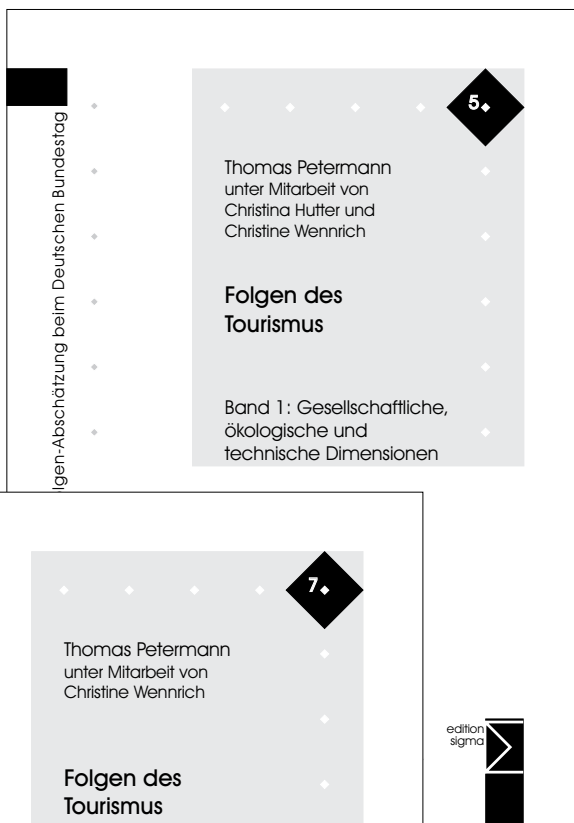 5
Thomas Petermann
unter Mitarbeit von
Christina Hutter und
Christine Wennrich
Folgen des
Tourismus
Band 1: Gesellschaftliche,
ökologische und
technische Dimensionen
lgen-Abschätzung beim Deutschen Bundestag
7
Thomas Petermann
unter Mitarbeit von
Christine Wennrich
Folgen des
Tourismus
edition
sigma